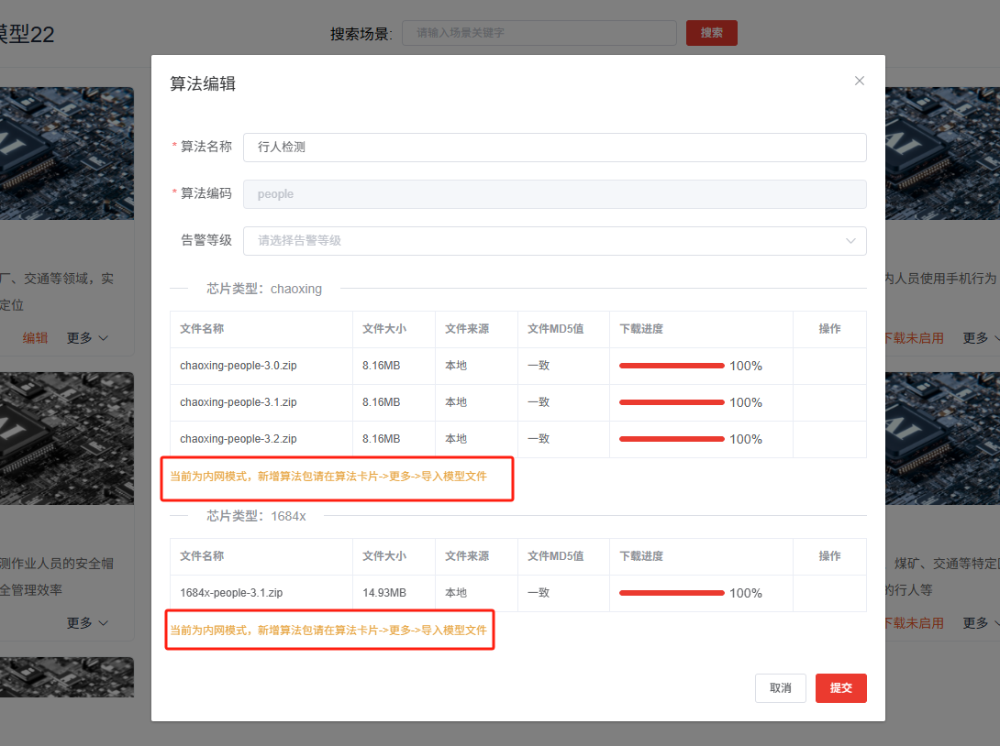 模型22
搜索场景:
请输入场景关键字
搜索
算法编辑
* 算法名称
行人检测
* 算法编码
people
告警等级
请选择告警等级
芯片类型：chaoxing
文件名称 文件大小 文件来源 文件MD5值 下载进度 操作
chaoxing-people-3.0.zip 8.16MB 本地 一致 100%
chaoxing-people-3.1.zip 8.16MB 本地 一致 100%
chaoxing-people-3.2.zip 8.16MB 本地 一致 100%
当前为内网模式，新增算法包请在算法卡片->更多->导入模型文件
芯片类型：1684x
文件名称 文件大小 文件来源 文件MD5值 下载进度 操作
1684x-people-3.1.zip 14.93MB 本地 一致 100%
当前为内网模式，新增算法包请在算法卡片->更多->导入模型文件
取消
提交
AI
厂、交通等领域，实
定位
编辑 更多
AI
测作业人员的安全帽
全管理效率
更多
AI
内人员使用手机行为
下载未启用 更多
AI
煤矿、交通等特定
的行人等
下载未启用 更多